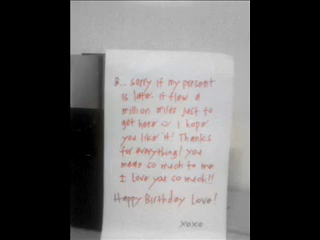 B... sorry if my present
is late. it flew a
million miles just to
get here I hope
you like it! Thanks
for everything! you
mean so much to me
I love you so much!!
Happy Birthday Love!
xoxo